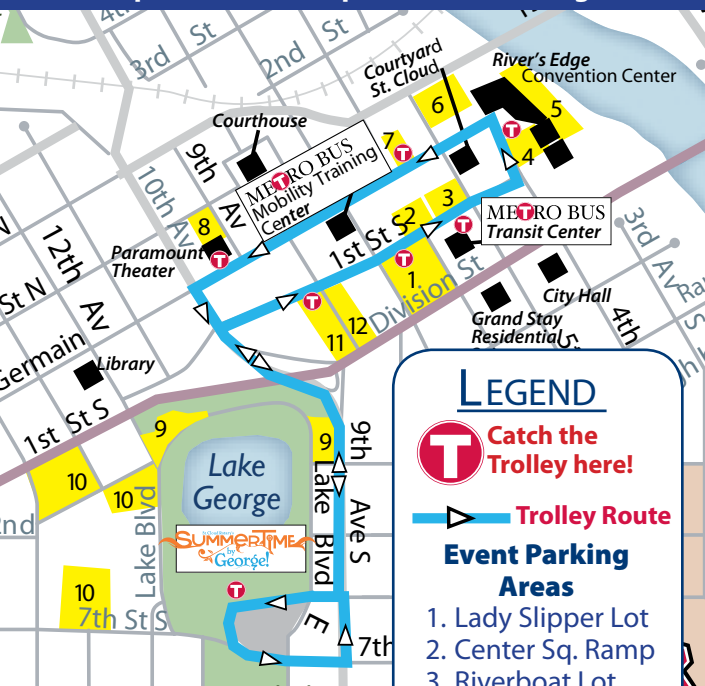 4th
3rd St
2nd St
Courtyard
St. Cloud
River's Edge
Convention Center
6
5
4
7
Courthouse
METRO BUS
Mobility Training
Center
9th Av
10th Av
8
Paramount
Theater
12th Av
St N
Germain
Library
1st St S
1st St S
2
3
1
METRO BUS
Transit Center
Division St
City Hall
Grand Stay
Residential
3rd Av
4th
5
11
12
9
9
10
10
10
2nd
Lake Blvd
Lake
George
SUMMERTIME
by
George!
7th St S
Lake Blvd E
9th Ave S
7th
LEGEND
T Catch the
Trolley here!
Trolley Route
Event Parking
Areas
1. Lady Slipper Lot
2. Center Sq. Ramp
3. Riverboat Lot